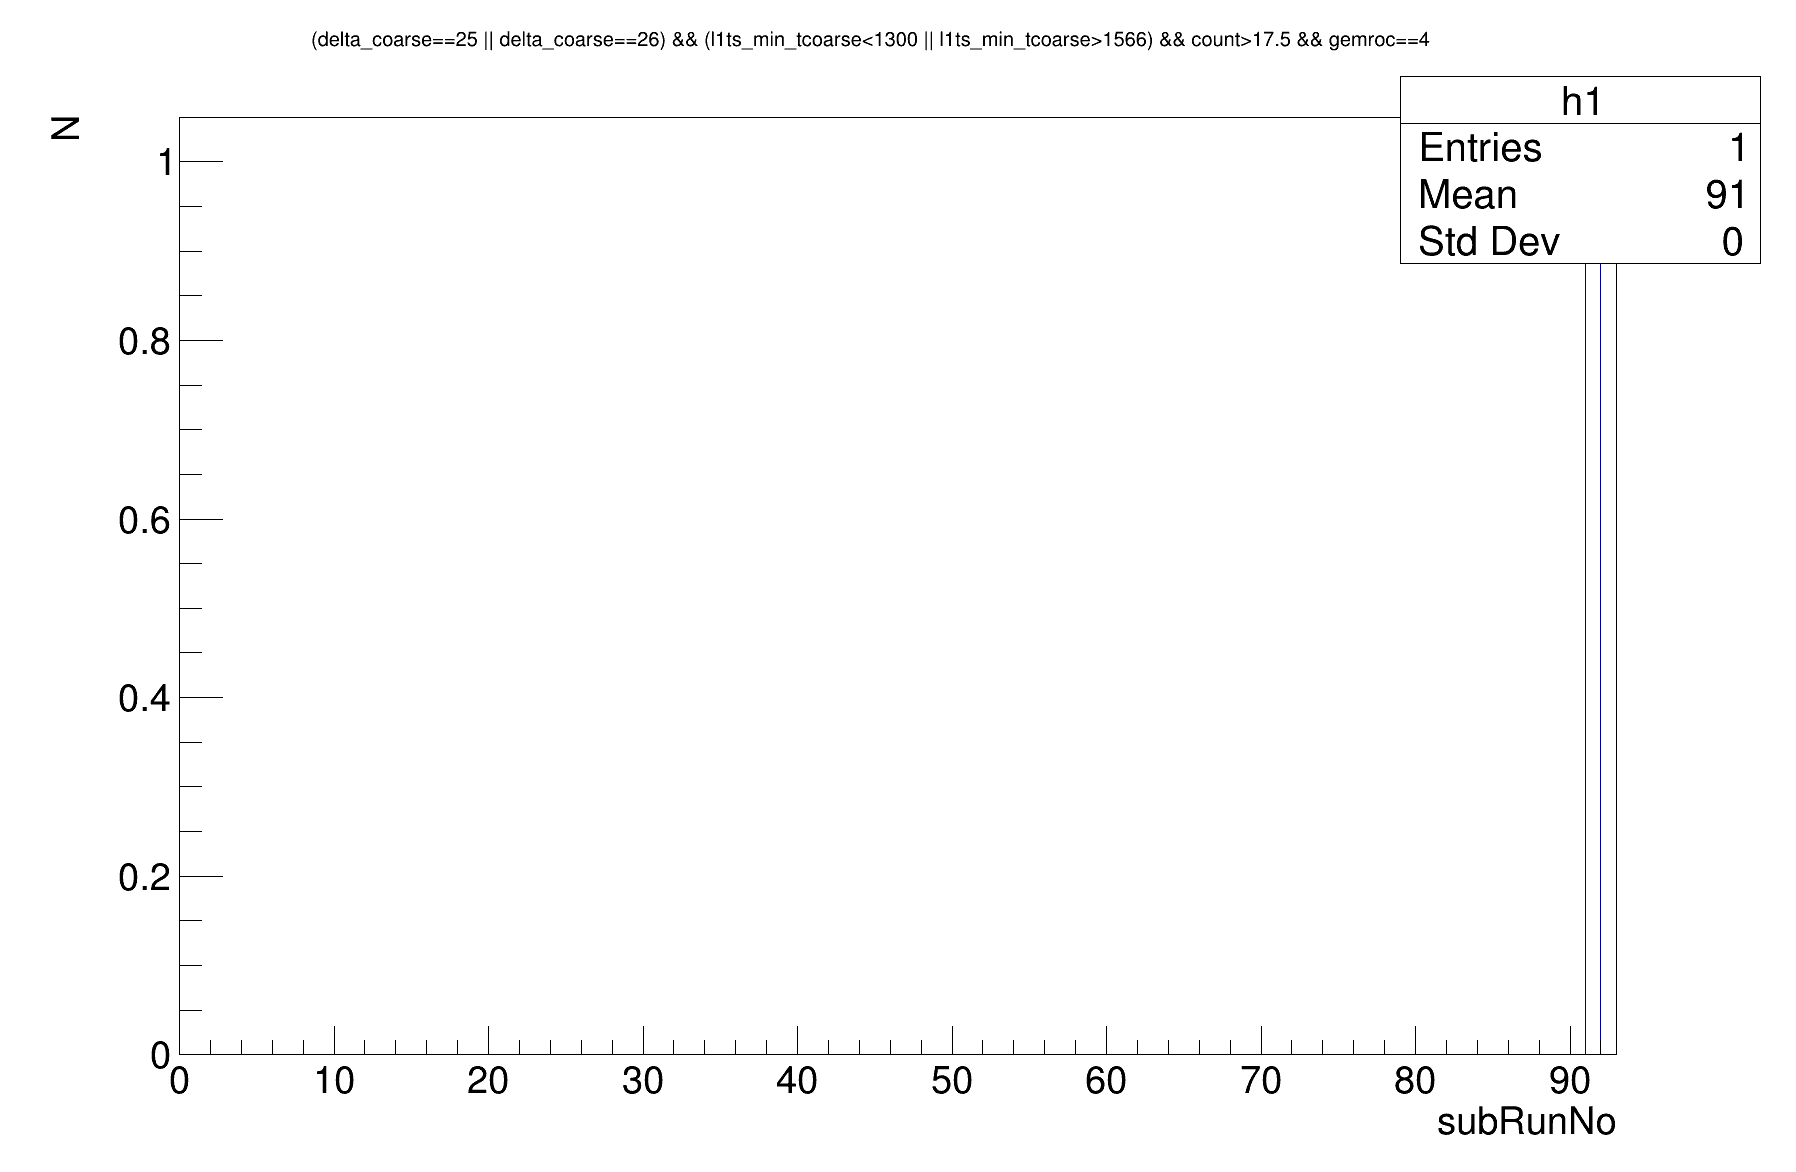 (delta_coarse==25 || delta_coarse==26) && (l1ts_min_tcoarse<1300 || l1ts_min_tcoarse>1566) && count>17.5 && gemroc==4
h1
Entries 1
Mean 91
Std Dev 0
N
1
0.8
0.6
0.4
0.2
0
0 10 20 30 40 50 60 70 80 90
subRunNo